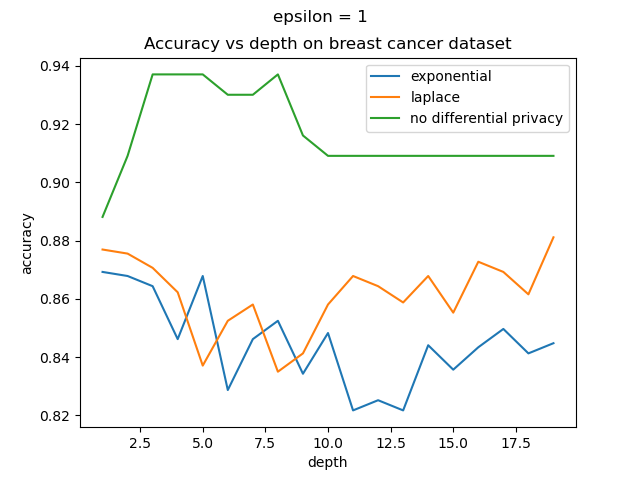 epsilon = 1
Accuracy vs depth on breast cancer dataset
exponential
laplace
no differential privacy
accuracy
0.94
0.92
0.90
0.88
0.86
0.84
0.82
2.5 5.0 7.5 10.0 12.5 15.0 17.5
depth